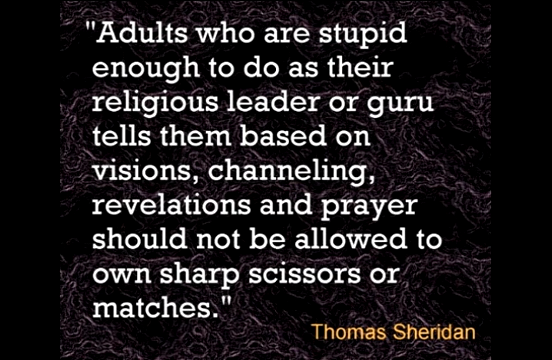 "Adults who are stupid
enough to do as their
religious leader or guru
tells them based on
visions, channeling,
revelations and prayer
should not be allowed to
own sharp scissors or
matches."
Thomas Sheridan